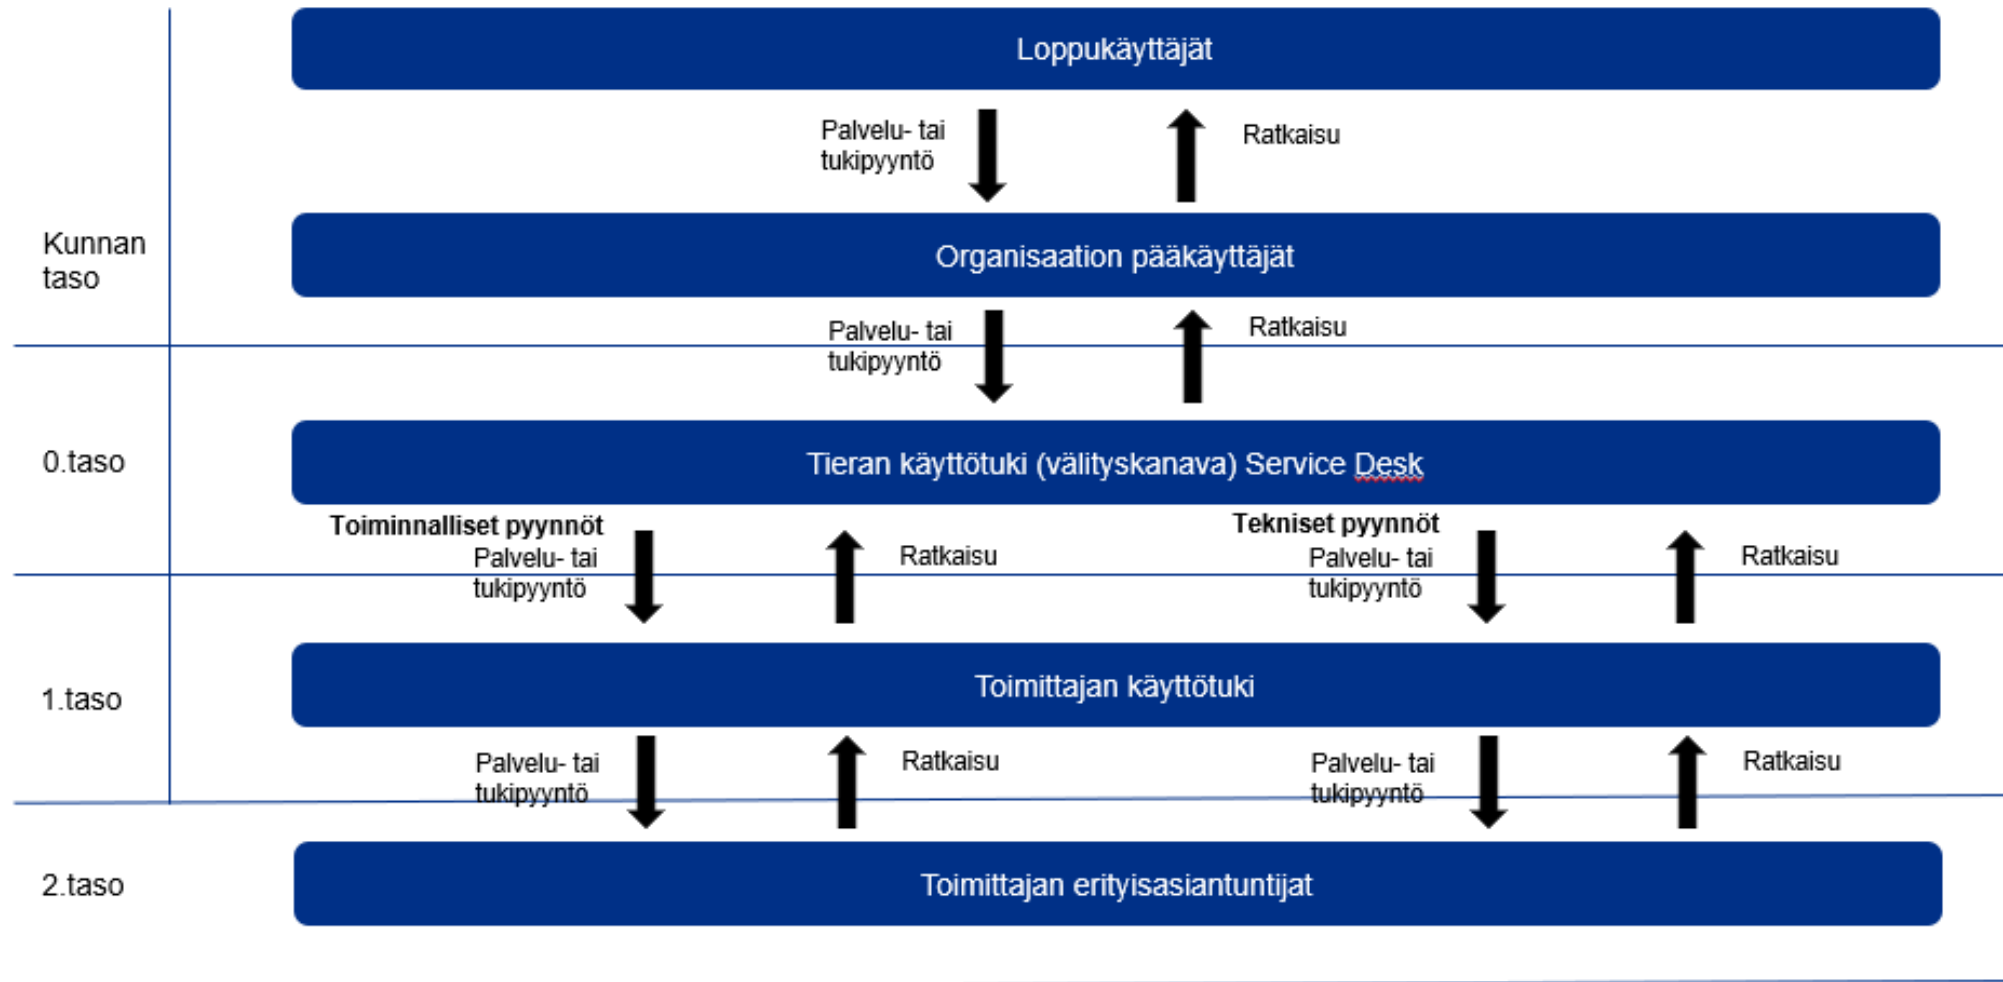 Loppukäyttäjät
Palvelu- tai
tukipyyntö
Ratkaisu
Kunnan
taso
Organisaation pääkäyttäjät
Palvelu- tai
tukipyyntö
Ratkaisu
0.taso
Tieran käyttötuki (välityskanava) Service Desk
Toiminnalliset pyynnöt
Palvelu- tai
tukipyyntö
Ratkaisu
Tekniset pyynnöt
Palvelu- tai
tukipyyntö
Ratkaisu
1.taso
Toimittajan käyttötuki
Palvelu- tai
tukipyyntö
Ratkaisu
Palvelu- tai
tukipyyntö
Ratkaisu
2.taso
Toimittajan erityisasiantuntijat